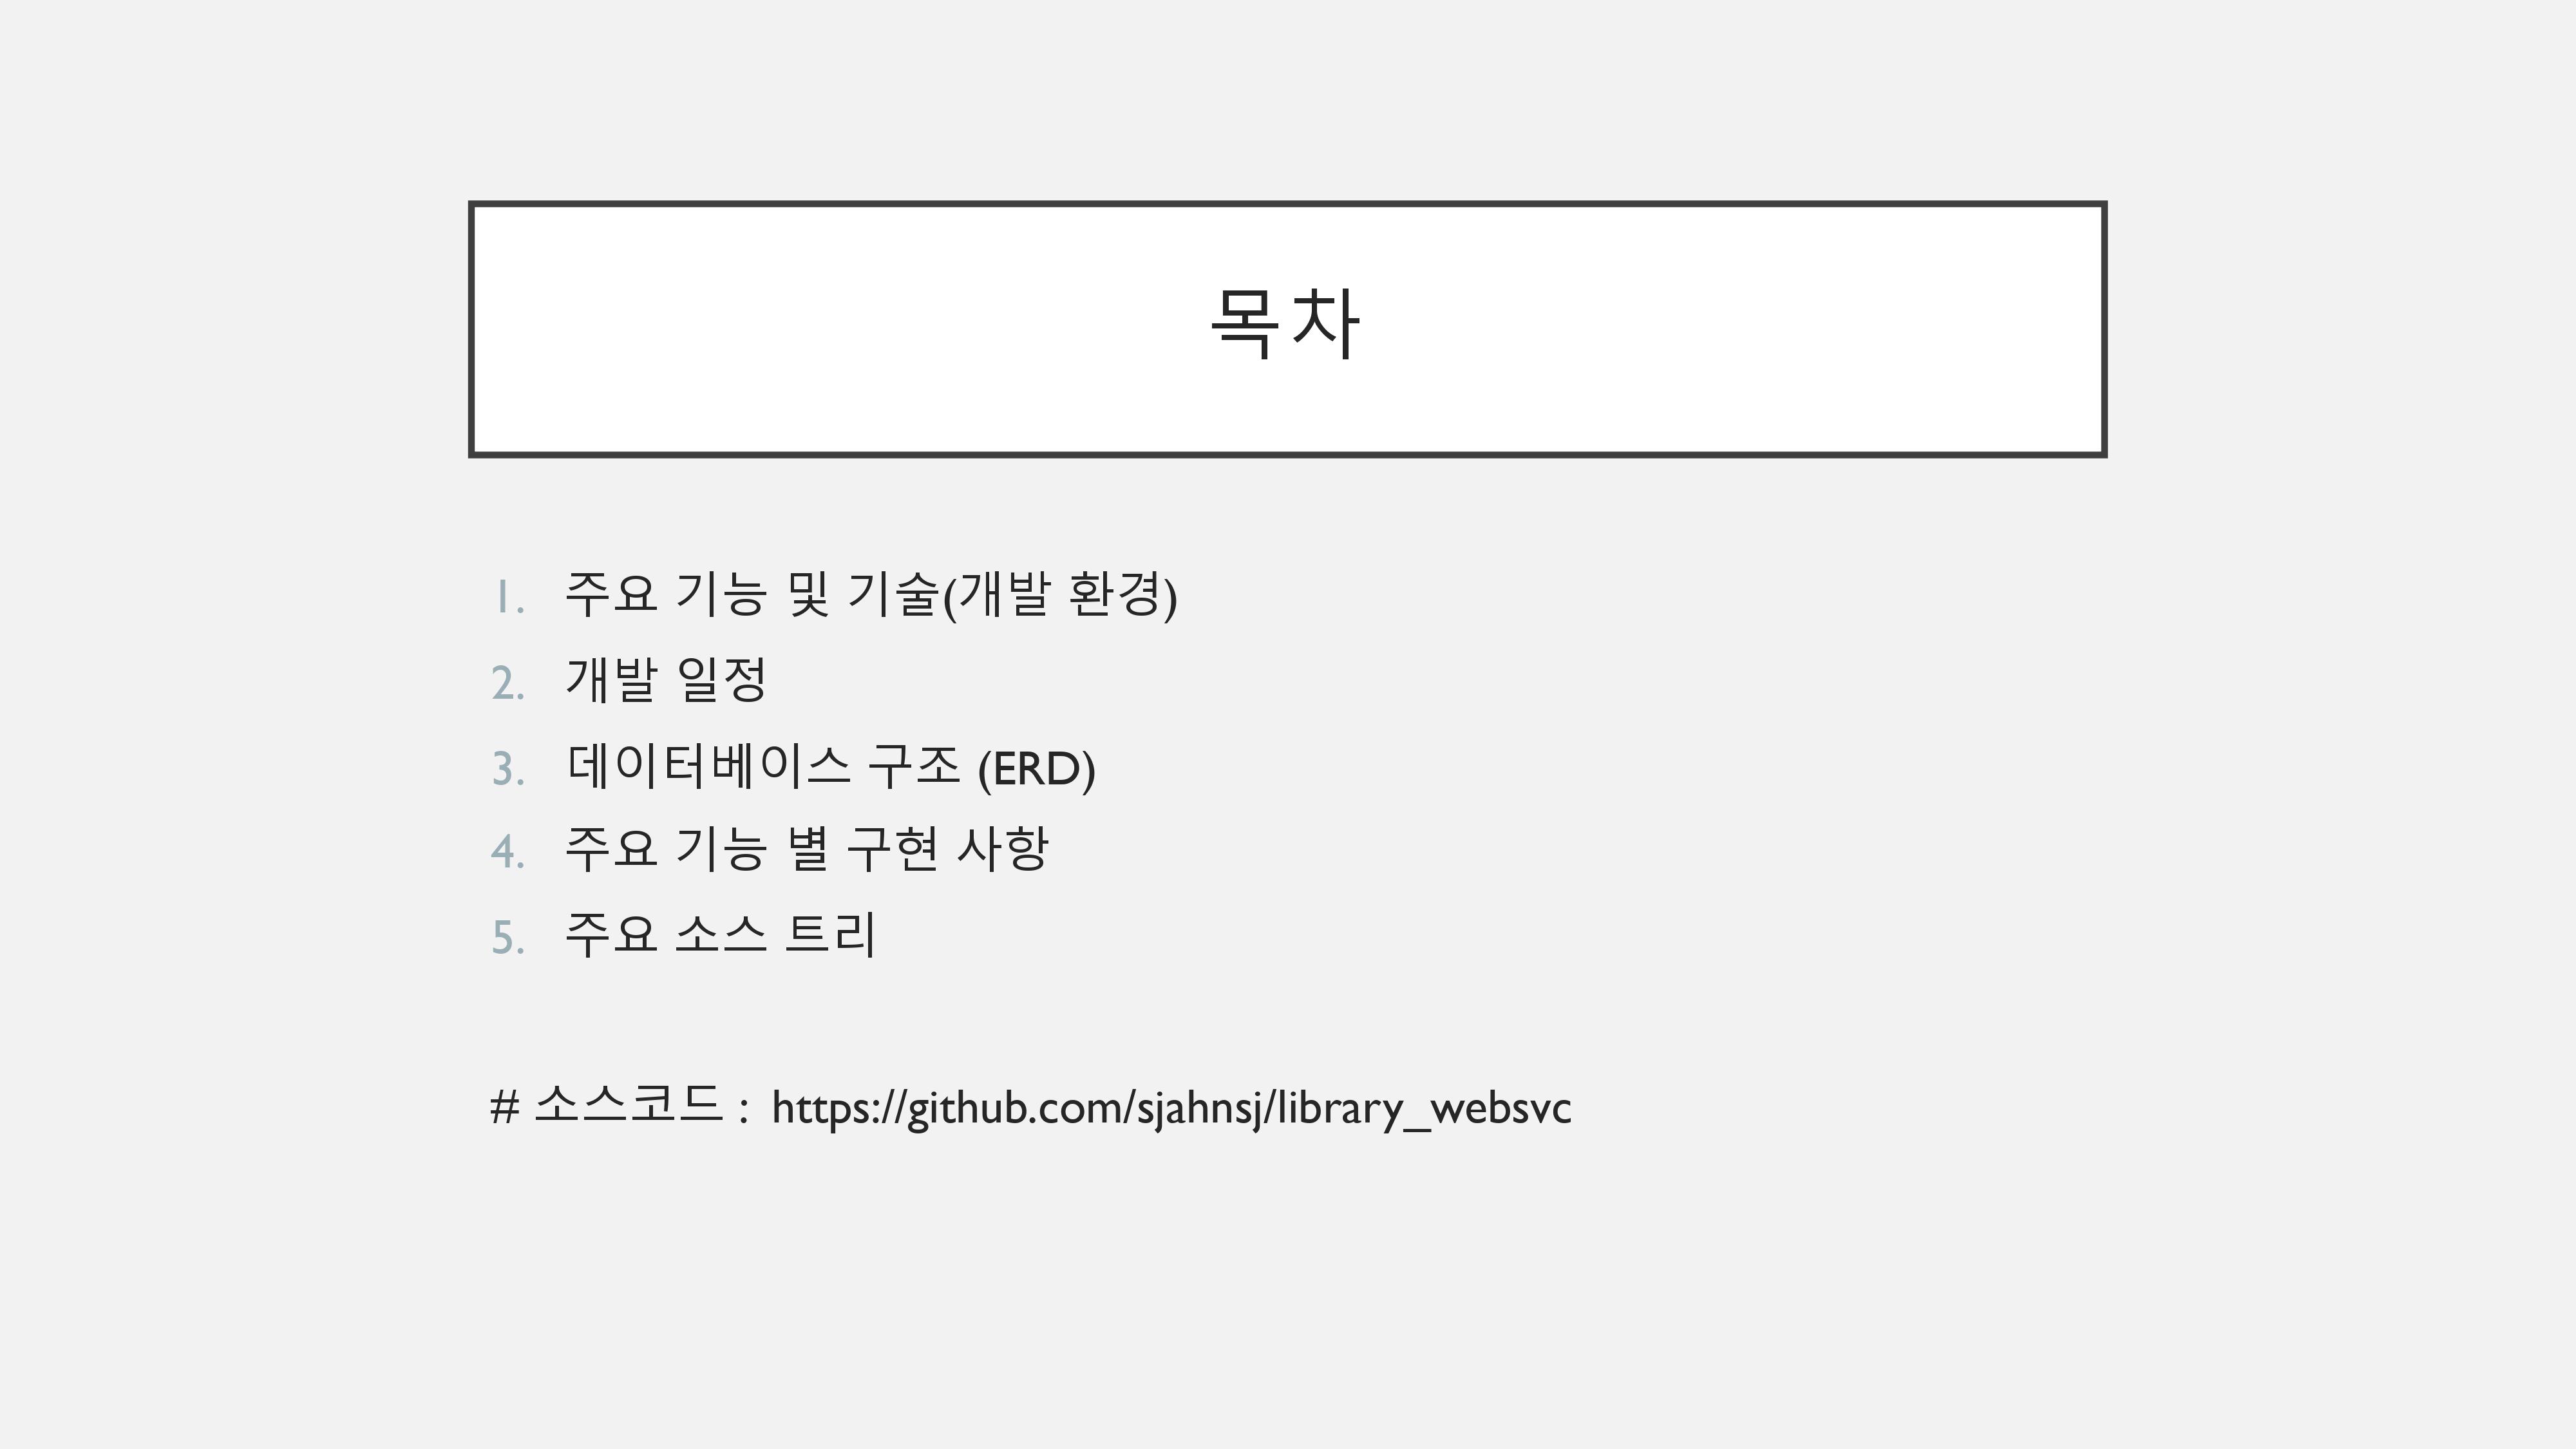 목차
1. 주요 기능 및 기술(개발 환경)
2. 개발 일정
3. 데이터베이스 구조 (ERD)
4. 주요 기능 별 구현 사항
5. 주요 소스 트리
# 소스코드 : https://github.com/sjahnsj/library_websvc